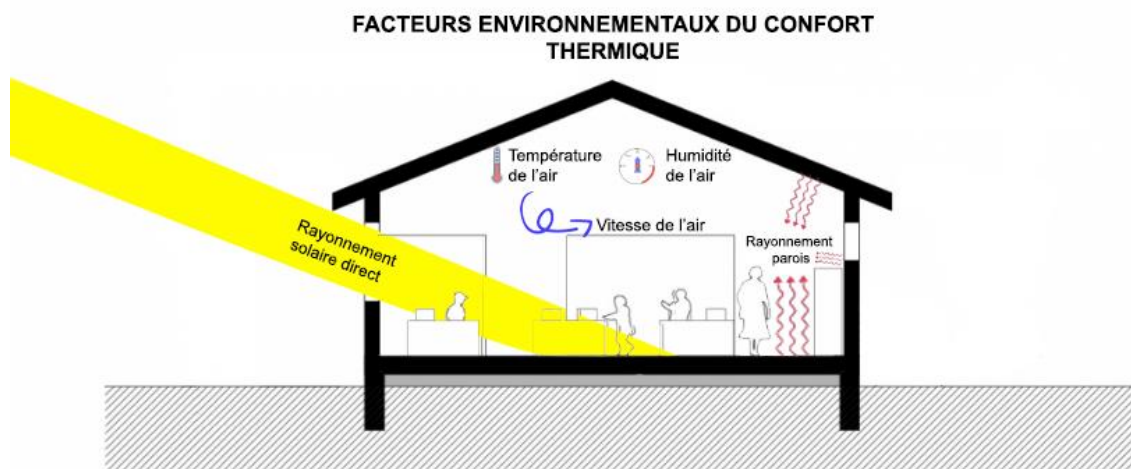 FACTEURS ENVIRONNEMENTAUX DU CONFORT
THERMIQUE
Température
de l'air
Humidité
de l'air
Vitesse de l'air
Rayonnement
solaire direct
Rayonnement
parois